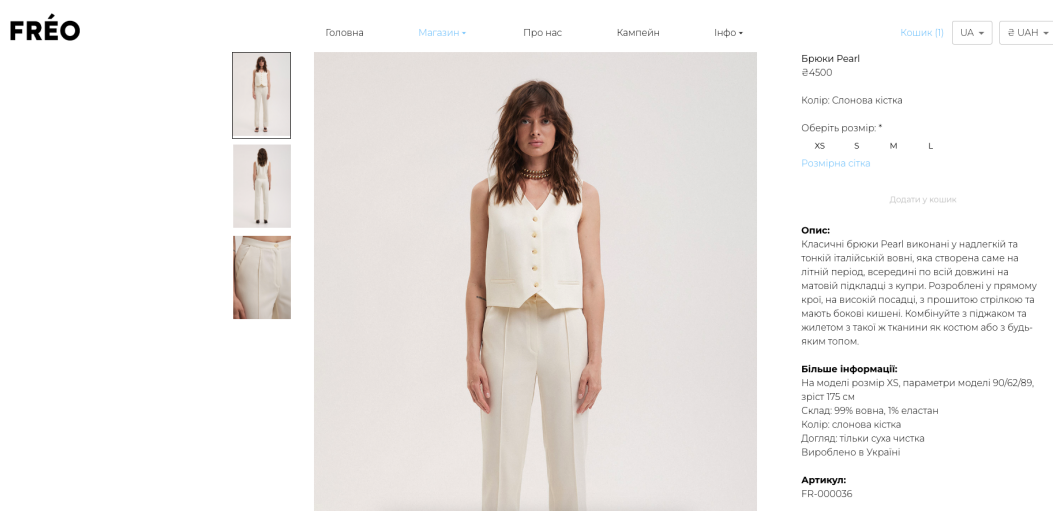 FRÉO
Головна
Магазин
Про нас
Кампейн
Інфо
Кошик (1)
UA
₴ UAH
Брюки Pearl
₴4500
Колір: Слонова кістка
Оберіть розмір: *
XS S M L
Розмірна сітка
Додати у кошик
Опис:
Класичні брюки Pearl виконані у надлегкій та
тонкій італійській вовні, яка створена саме на
літній період, всередині по всій довжині на
матовій підкладці з купри. Розроблені у прямому
крої, на високій посадці, з прошитою стрілкою та
мають бокові кишені. Комбінуйте з піджаком та
жилетом з такої ж тканини як костюм або з будь-
яким топом.
Більше інформації:
На моделі розмір XS, параметри моделі 90/62/89,
зріст 175 см
Склад: 99% вовна, 1% еластан
Колір: слонова кістка
Догляд: тільки суха чистка
Вироблено в Україні
Артикул:
FR-000036